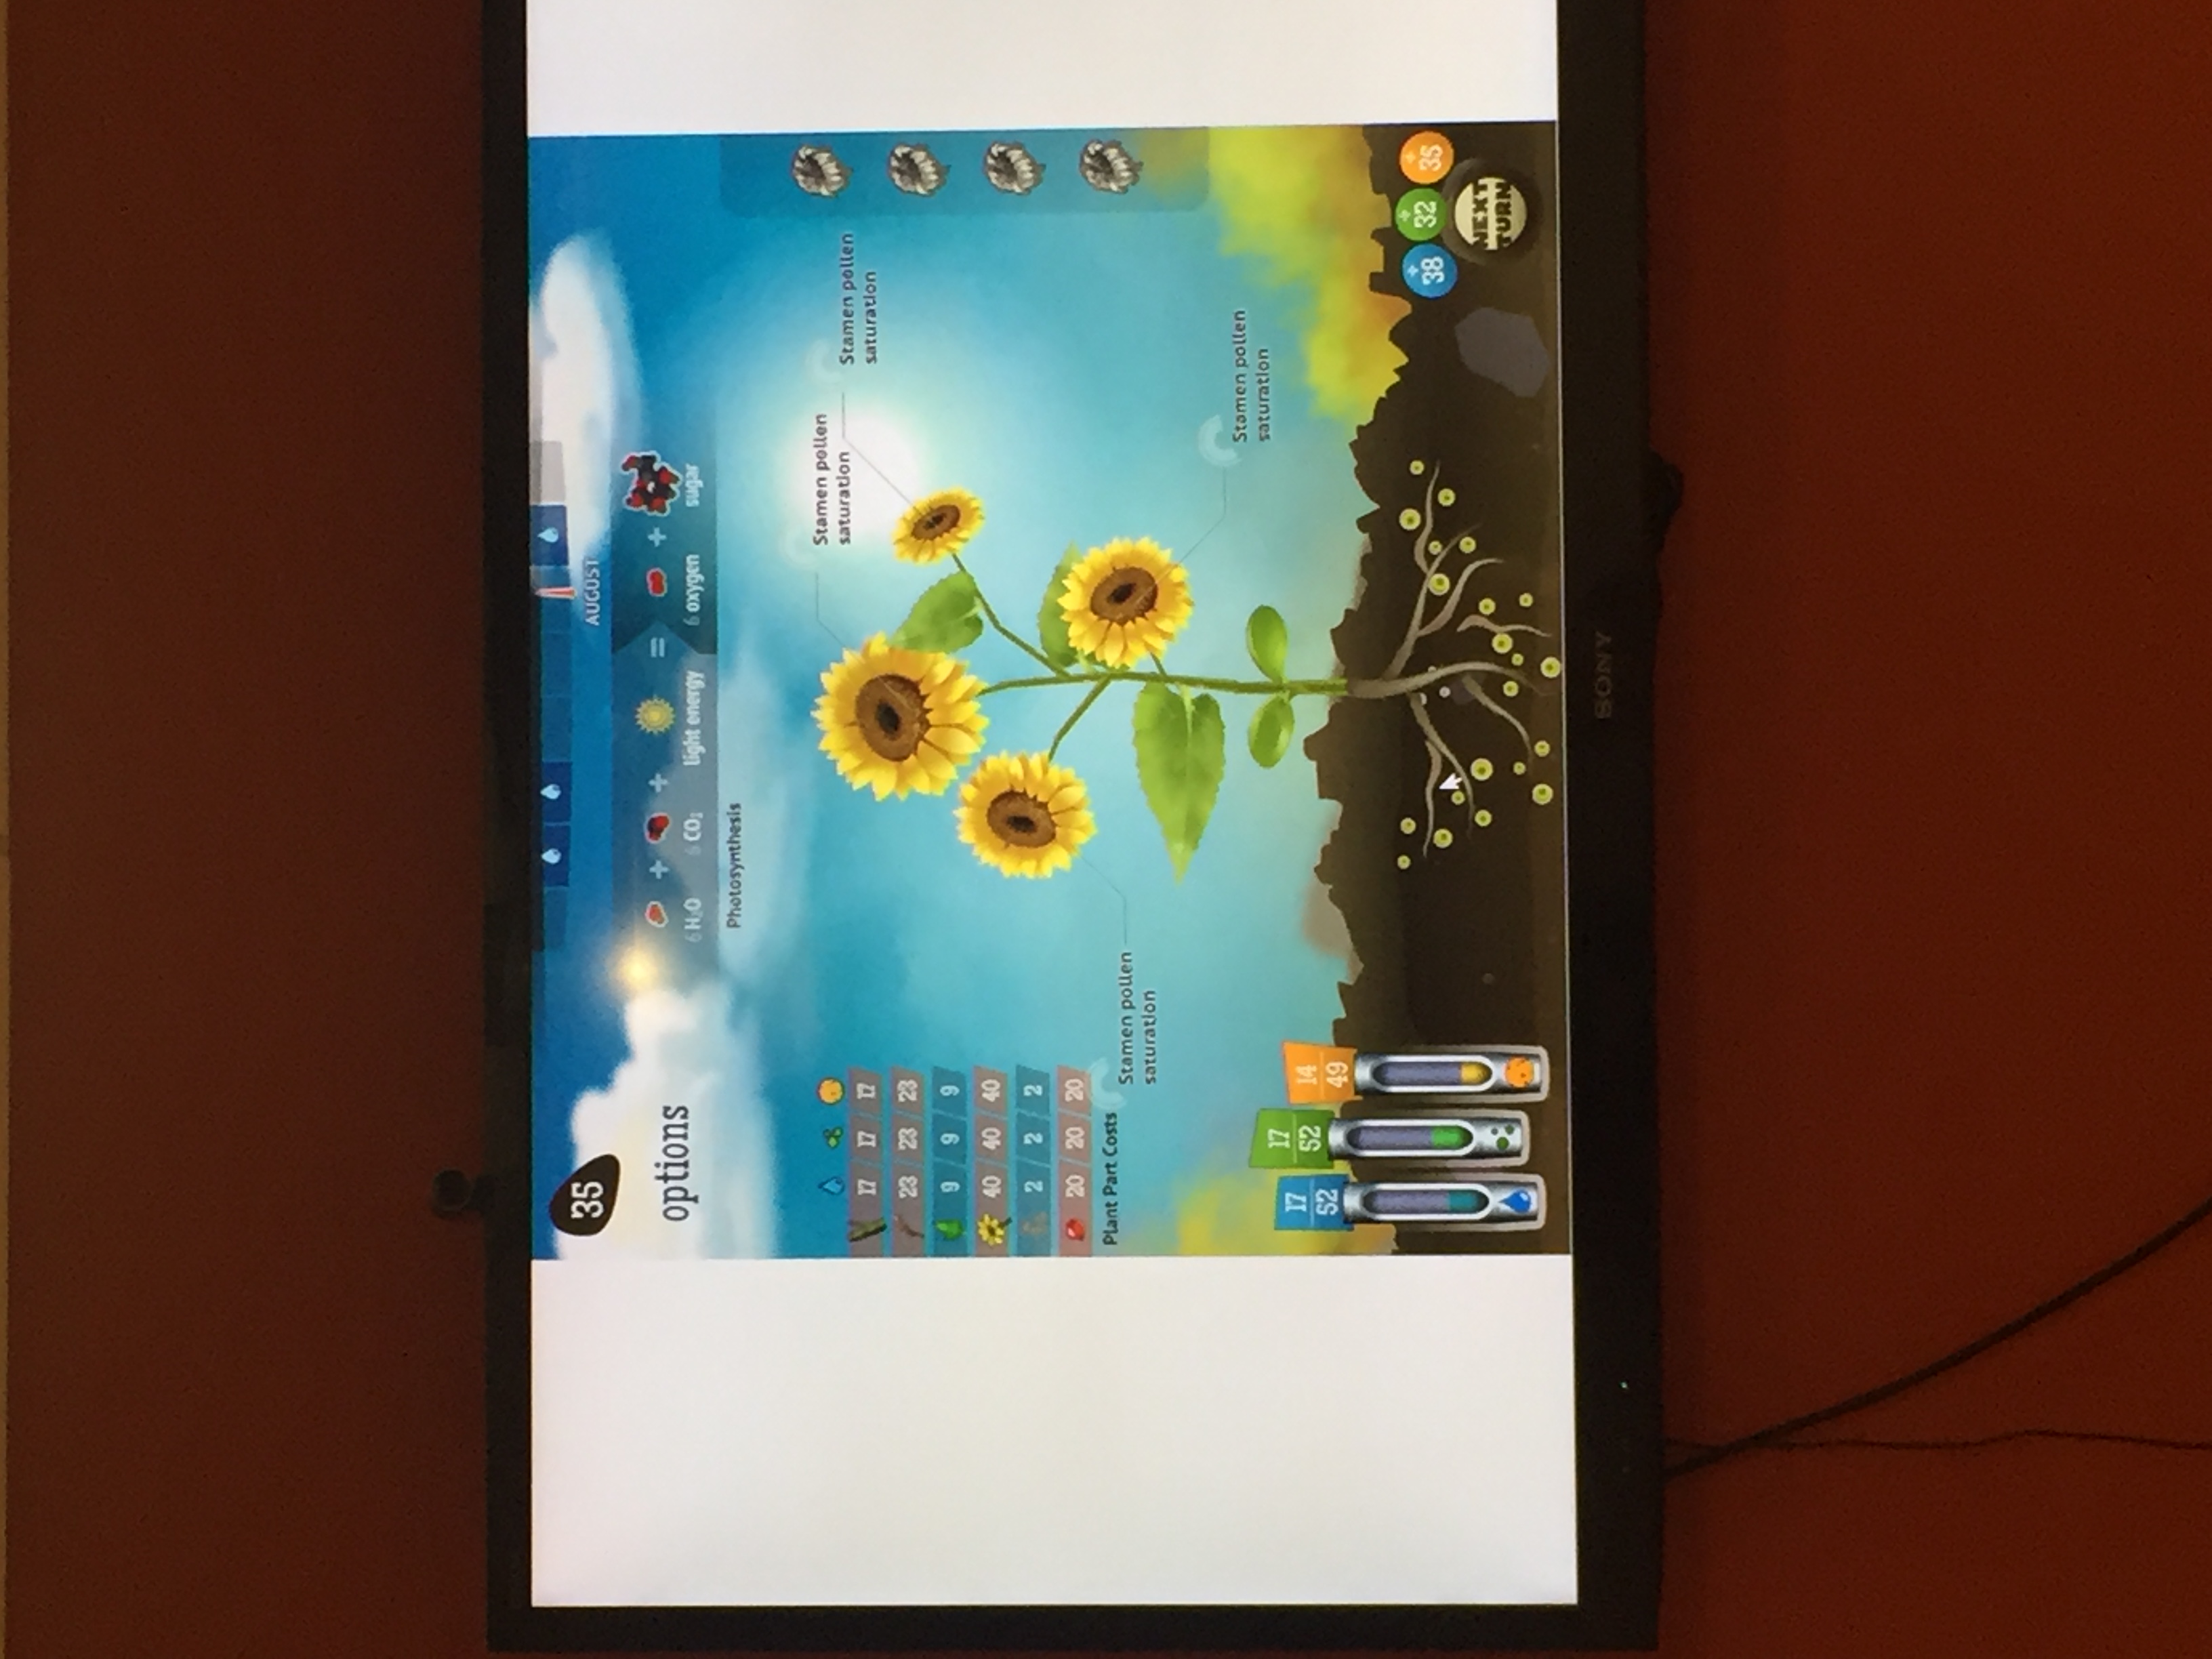 35
options
AUGUST
6 H₂O + 6 CO₂ + light energy = 6 oxygen + sugar
Photosynthesis
Stamen pollen
saturation
Stamen pollen
saturation
17 17 17
23 23 23
9 9 9
40 40 40
2 2 2
20 20 20
Plant Part Costs
Stamen pollen
saturation
Stamen pollen
saturation
17
52
17
52
14
49
+38 +32 +35
NEXT
TURN
SONY